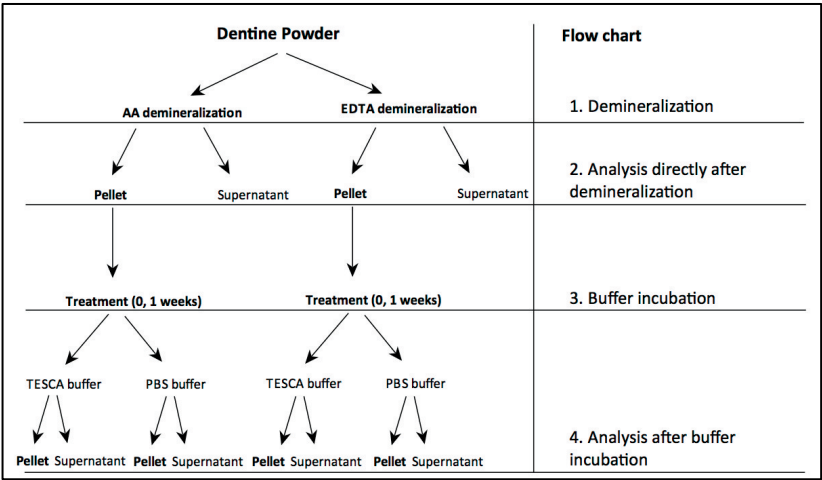 Dentine Powder
Flow chart
AA demineralization
EDTA demineralization
1. Demineralization
Pellet
Supernatant
Pellet
Supernatant
2. Analysis directly after
demineralization
Treatment (0, 1 weeks)
Treatment (0, 1 weeks)
3. Buffer incubation
TESCA buffer
PBS buffer
TESCA buffer
PBS buffer
Pellet Supernatant
Pellet Supernatant
Pellet Supernatant
Pellet Supernatant
4. Analysis after buffer
incubation